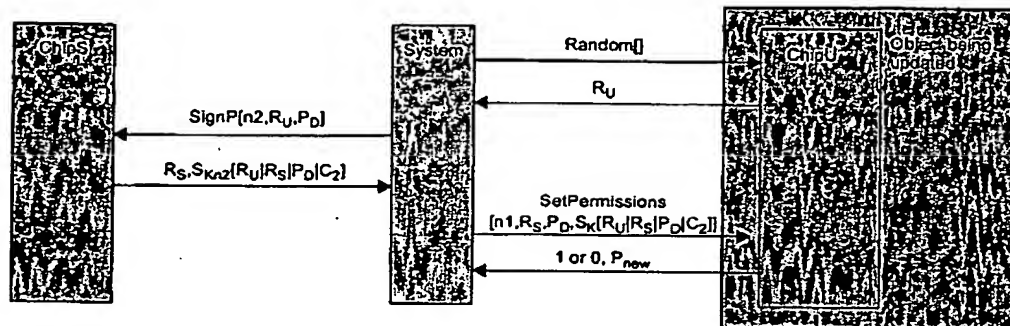 ChipS
System
Object being
updated
ChipU
Random[]
R_U
SignP[n2,R_U,P_D]
R_S,S_Kn2[R_U|R_S|P_D|C_2]
SetPermissions
[n1,R_S,P_D,S_K[R_U|R_S|P_D|C_2]]
1 or 0, P_new